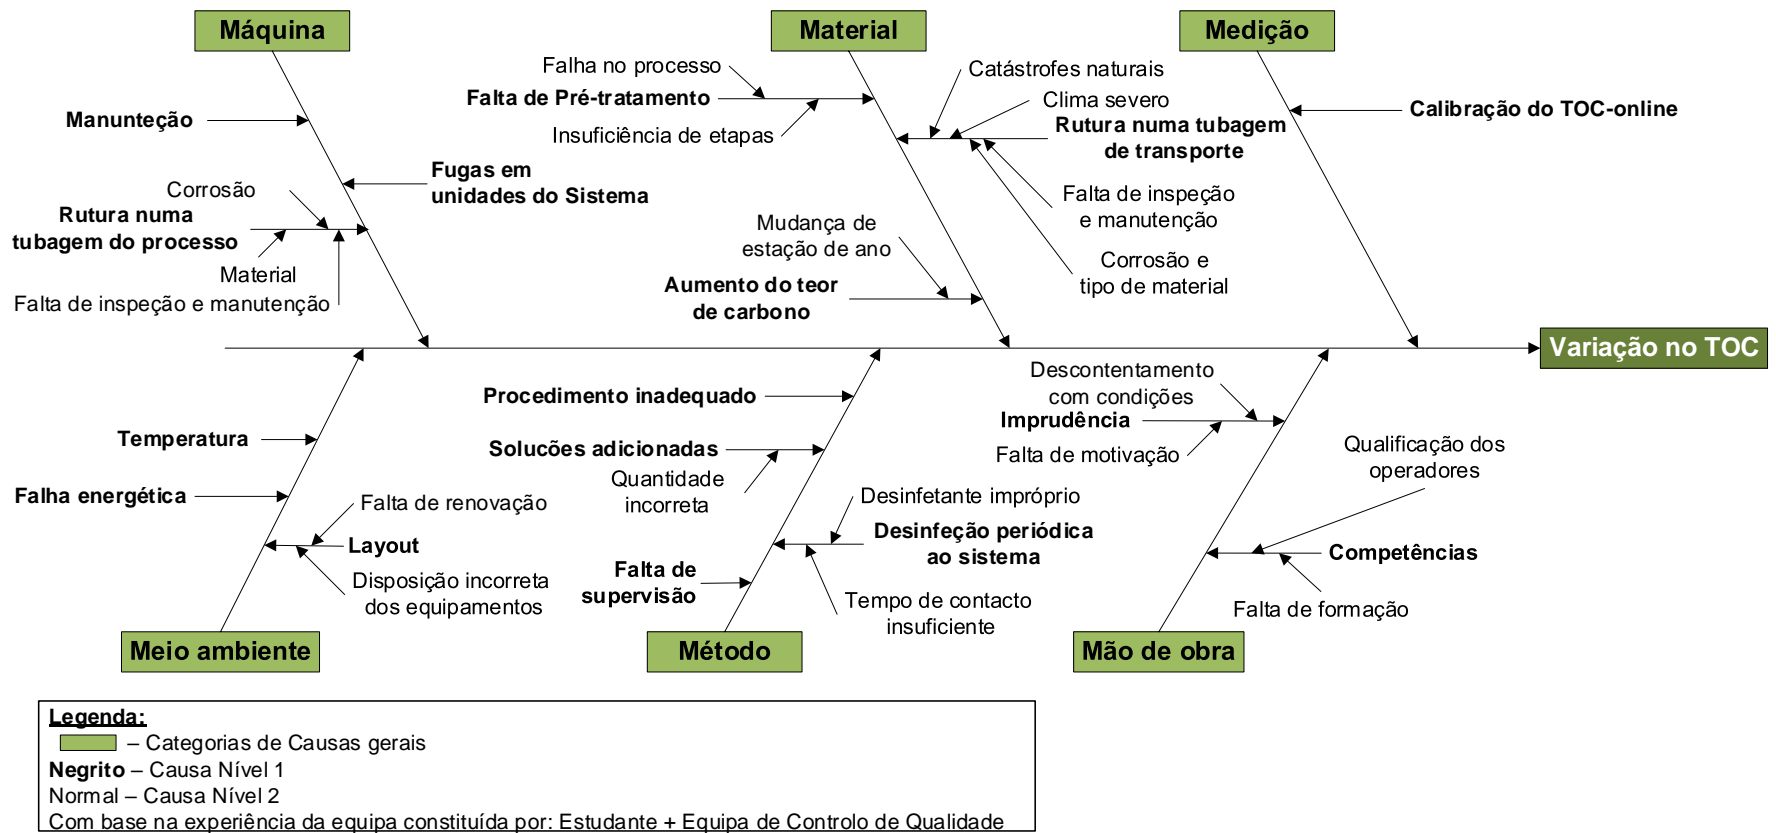 Máquina
Material
Medição
Falha no processo
Falta de Pré-tratamento
Insuficiência de etapas
Catástrofes naturais
Clima severo
Rutura numa tubagem
de transporte
Calibração do TOC-online
Manunteção
Fugas em
unidades do Sistema
Corrosão
Rutura numa
tubagem do processo
Material
Falta de inspeção e manutenção
Falta de inspeção
e manutenção
Mudança de
estação de ano
Corrosão e
tipo de material
Aumento do teor
de carbono
Variação no TOC
Procedimento inadequado
Descontentamento
com condições
Imprudência
Falta de motivação
Temperatura
Solucões adicionadas
Quantidade
incorreta
Qualificação dos
operadores
Falha energética
Falta de renovação
Layout
Disposição incorreta
dos equipamentos
Desinfetante impróprio
Desinfeção periódica
ao sistema
Falta de
supervisão
Tempo de contacto
insuficiente
Competências
Falta de formação
Meio ambiente
Método
Mão de obra
Legenda:
– Categorias de Causas gerais
Negrito – Causa Nível 1
Normal – Causa Nível 2
Com base na experiência da equipa constituída por: Estudante + Equipa de Controlo de Qualidade